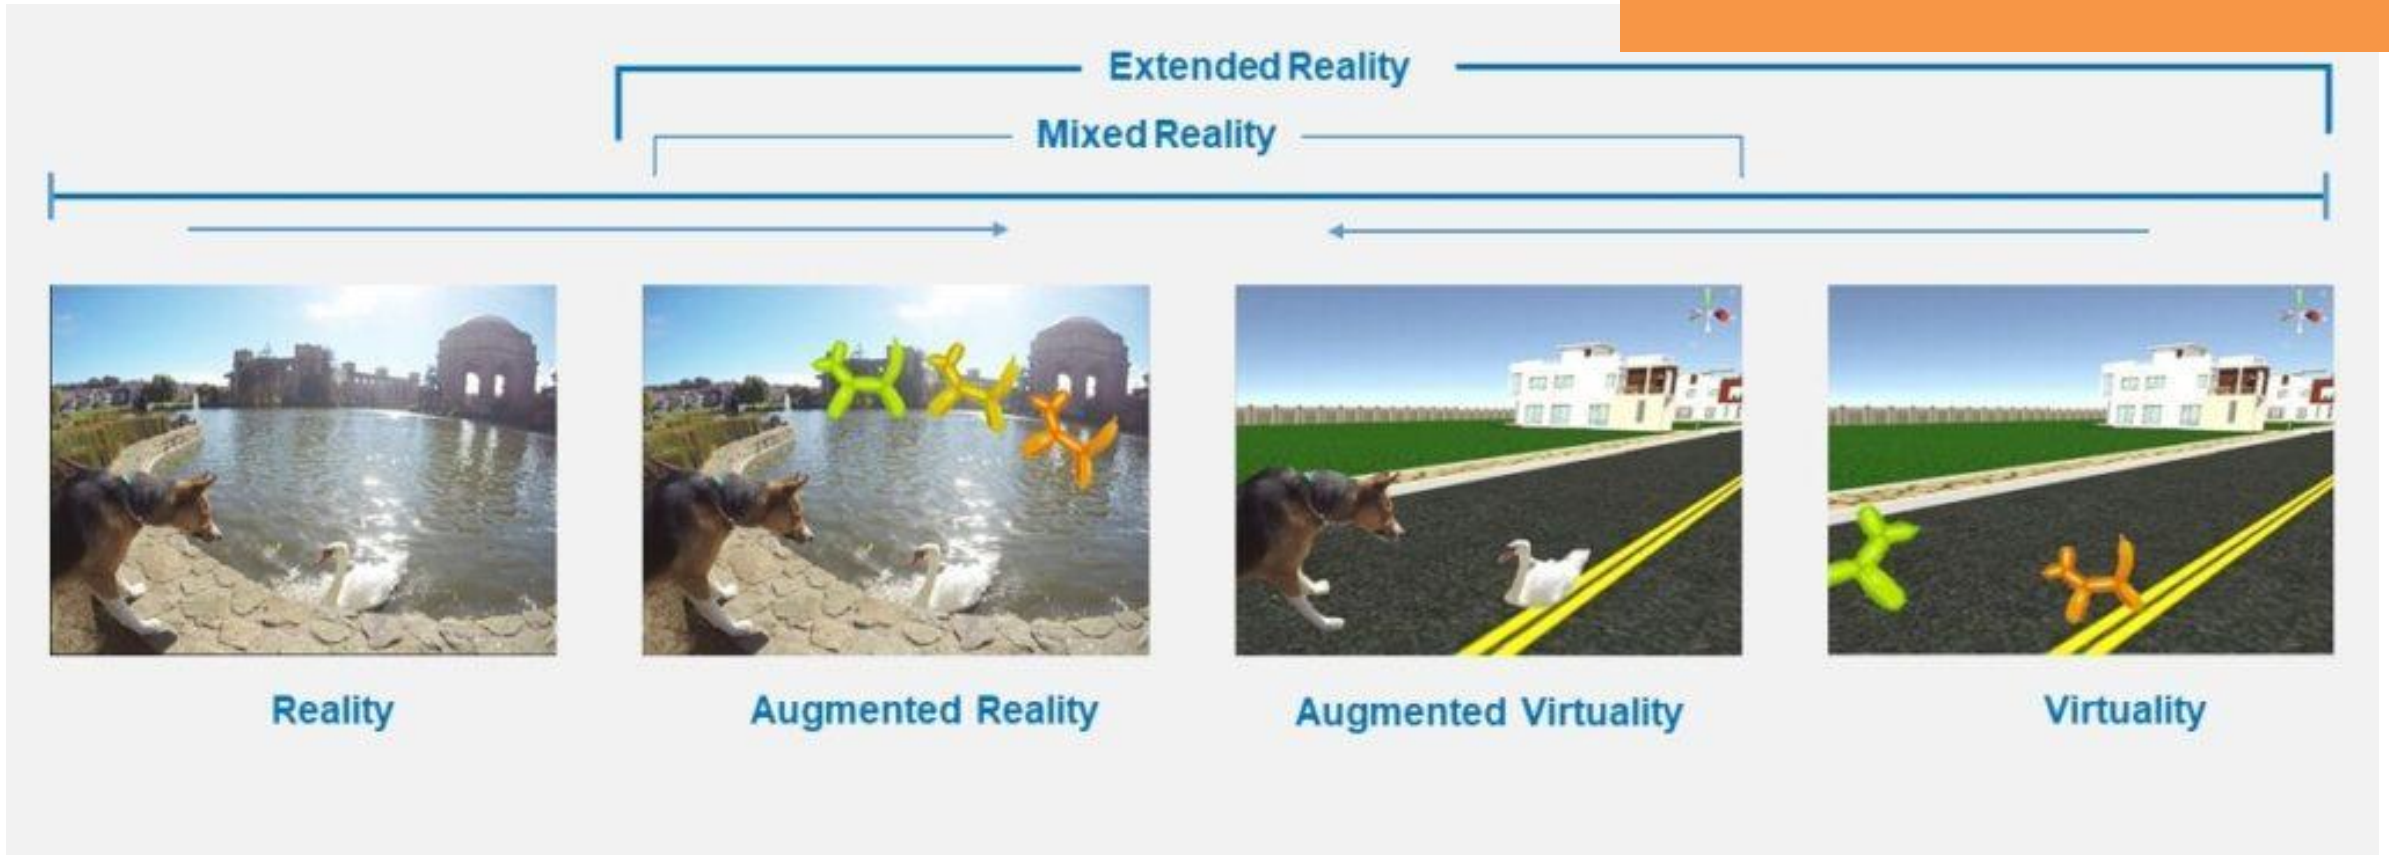 Extended Reality
Mixed Reality
Reality
Augmented Reality
Augmented Virtuality
Virtuality